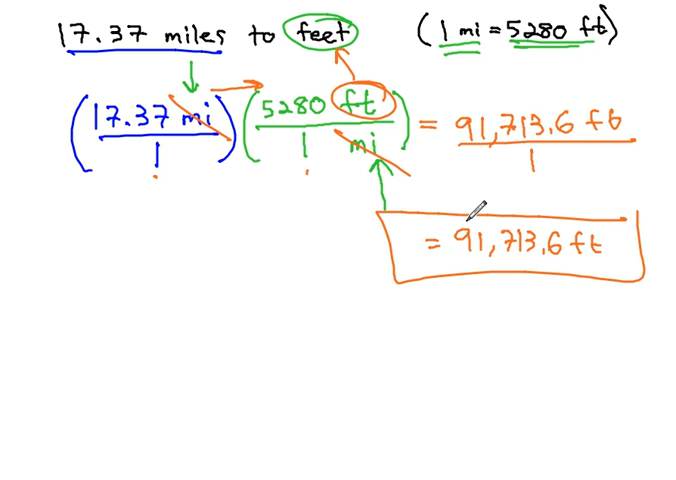 17.37 miles to feet (1 mi = 5280 ft)
(17.37 mi / 1) (5280 ft / 1 mi) = 91,713.6 ft / 1
= 91,713.6 ft